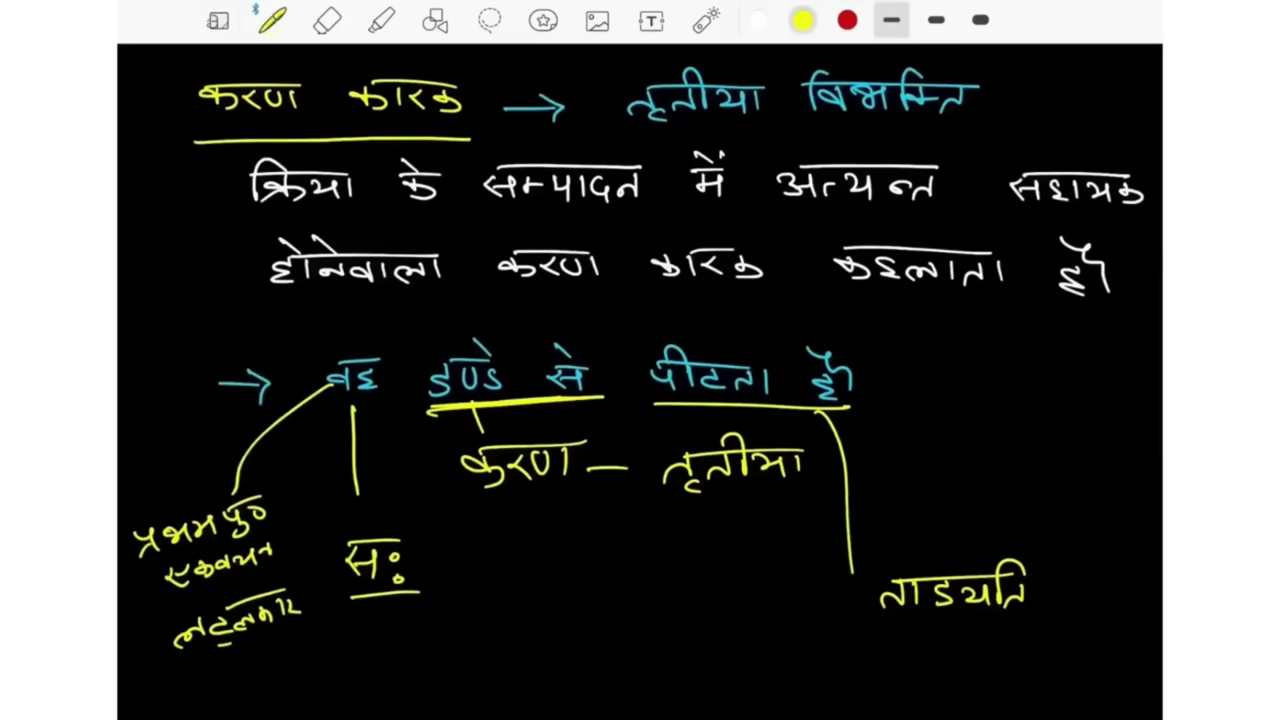 करण कारक → तृतीया विभक्ति
क्रिया के सम्पादन में अत्यन्त सहायक
होनेवाला करण कारक कहलाता है
→ वह डण्डे से पीटता है
करण – तृतीया
प्रथम पु०
एकवचन
लट्लकार
सः
ताडयति